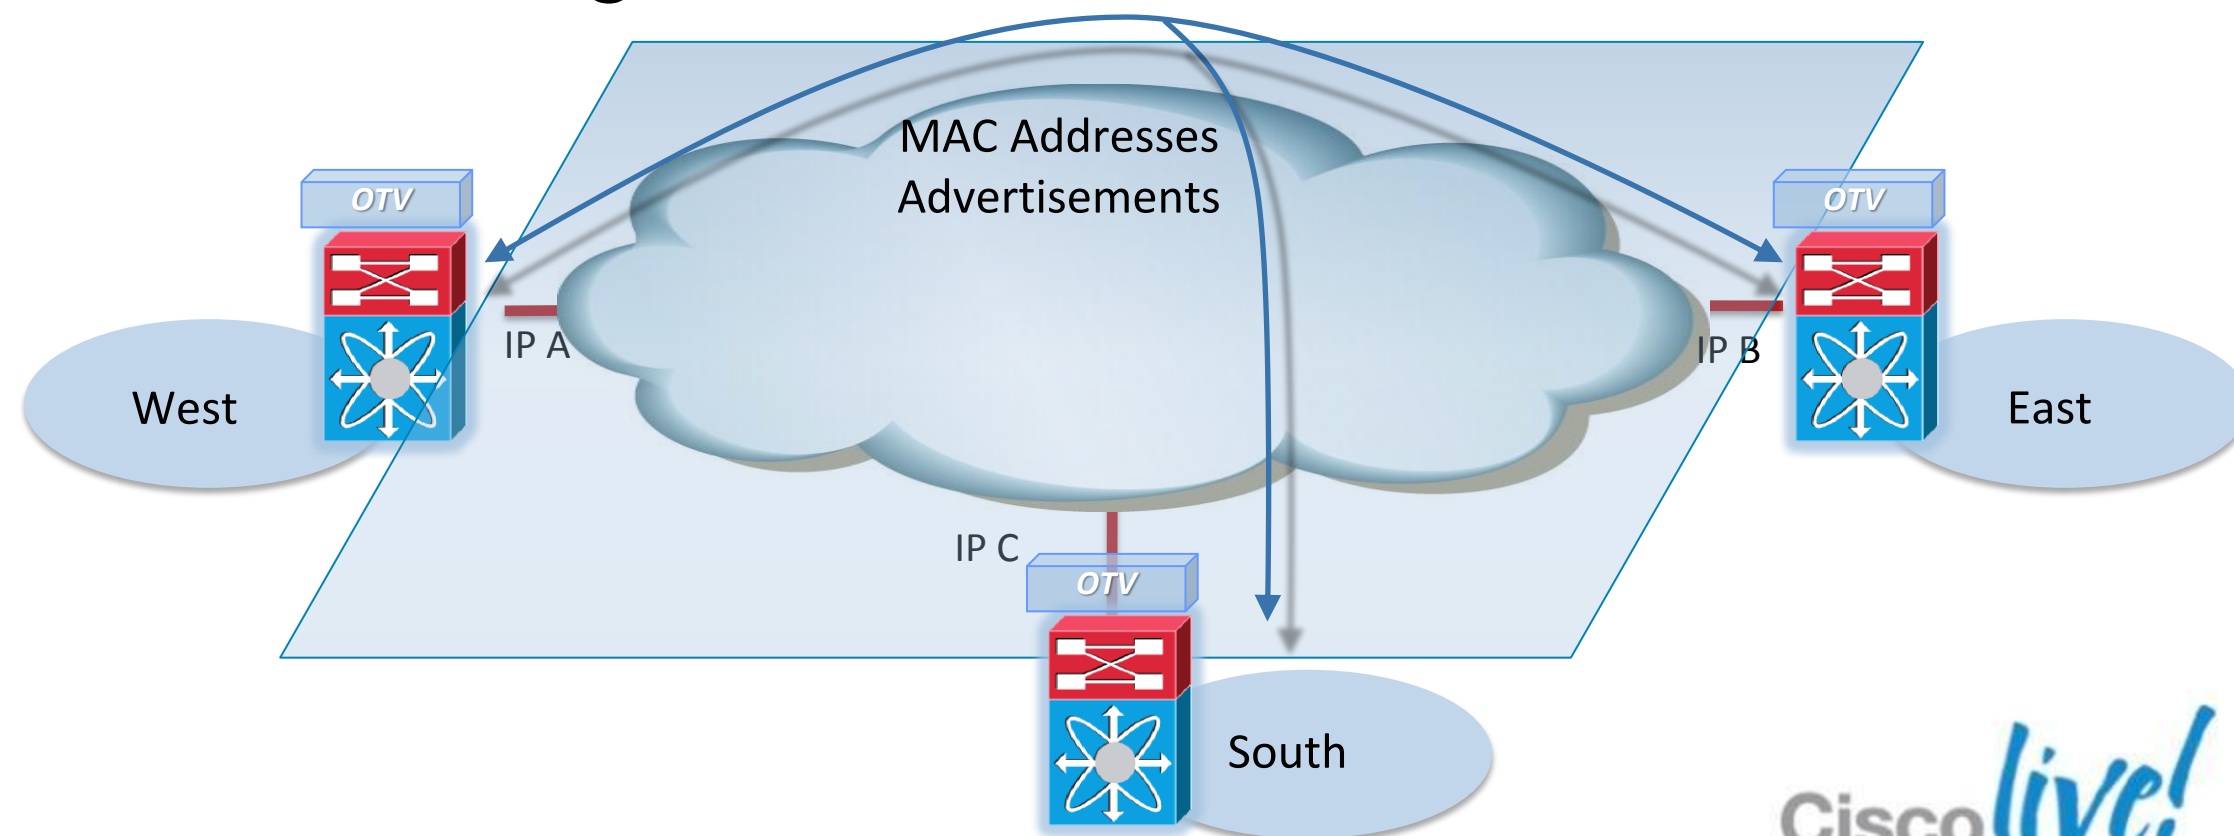 MAC Addresses
Advertisements
OTV
OTV
IP A
IP B
West
East
IP C
OTV
South
Cisco live!